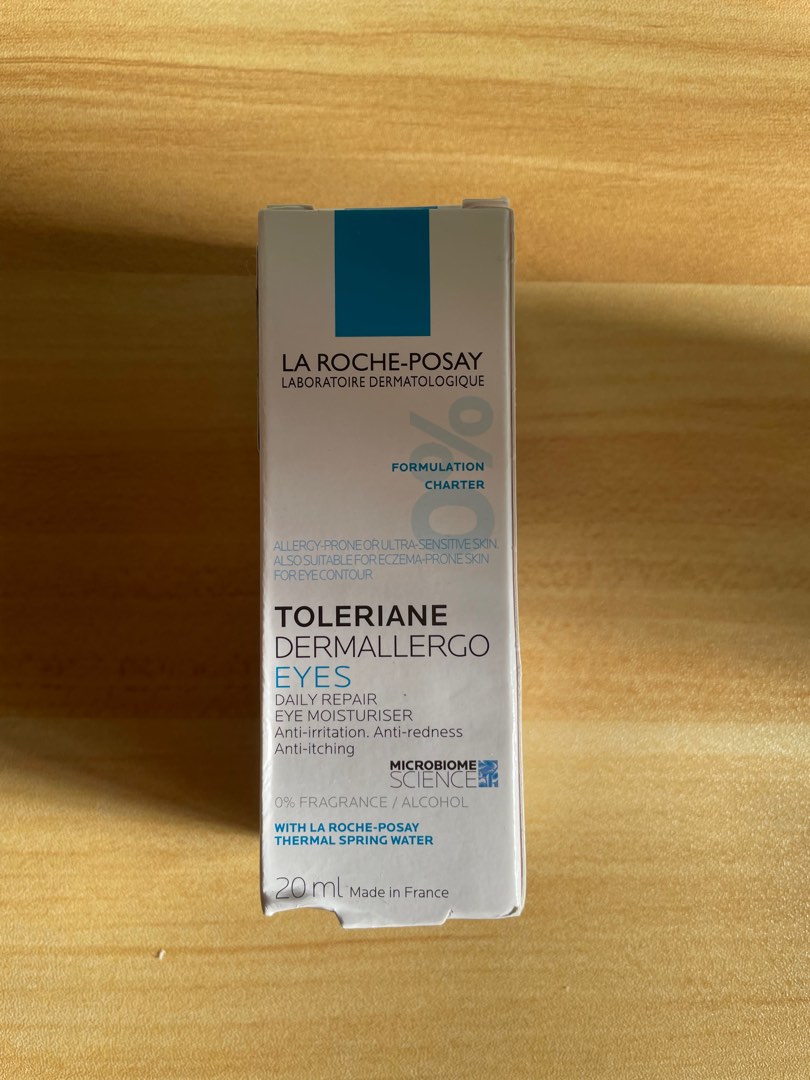 LA ROCHE-POSAY
LABORATOIRE DERMATOLOGIQUE
0%
FORMULATION
CHARTER
ALLERGY-PRONE OR ULTRA-SENSITIVE SKIN.
ALSO SUITABLE FOR ECZEMA-PRONE SKIN
FOR EYE CONTOUR
TOLERIANE
DERMALLERGO
EYES
DAILY REPAIR
EYE MOISTURISER
Anti-irritation. Anti-redness
Anti-itching
MICROBIOME
SCIENCE
0% FRAGRANCE / ALCOHOL
WITH LA ROCHE-POSAY
THERMAL SPRING WATER
20 ml Made in France